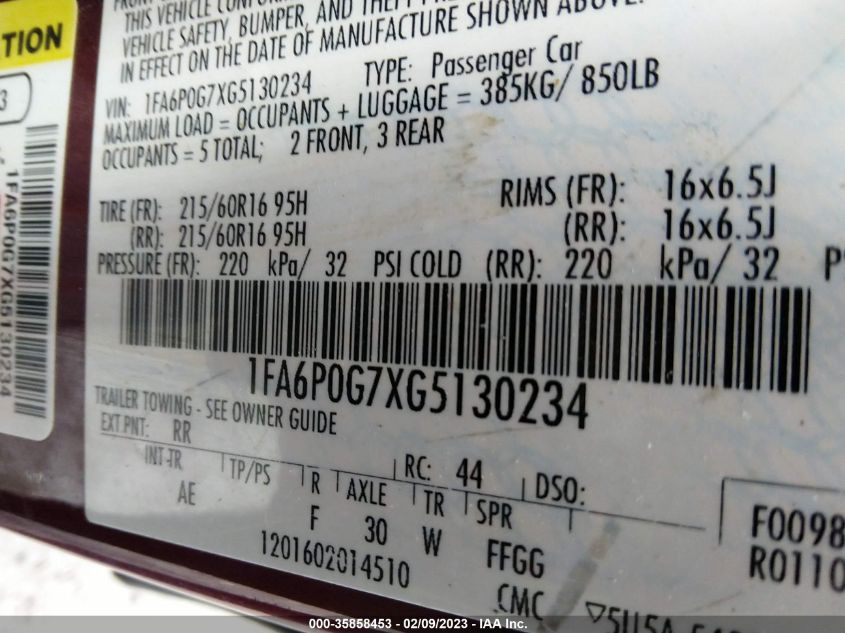 THIS VEHICLE CONFORM
VEHICLE SAFETY, BUMPER, AND THEFT PREV
IN EFFECT ON THE DATE OF MANUFACTURE SHOWN ABOVE.
VIN: 1FA6P0G7XG5130234 TYPE: Passenger Car
MAXIMUM LOAD = OCCUPANTS + LUGGAGE = 385KG/ 850LB
OCCUPANTS = 5 TOTAL; 2 FRONT, 3 REAR
TIRE (FR): 215/60R16 95H RIMS (FR): 16x6.5J
(RR): 215/60R16 95H (RR): 16x6.5J
PRESSURE (FR): 220 kPa/ 32 PSI COLD (RR): 220 kPa/ 32 P
1FA6P0G7XG5130234
TRAILER TOWING - SEE OWNER GUIDE
EXT PNT: RR RC: 44 DSO:
INT TR TP/PS R AXLE TR SPR
AE F 30 W FFGG
1201602014510 CMC
F0098
R0110
▽5U5A
TION
3
1FA6P0G7XG5130234
000-35858453 / 02/09/2023 - IAA Inc.